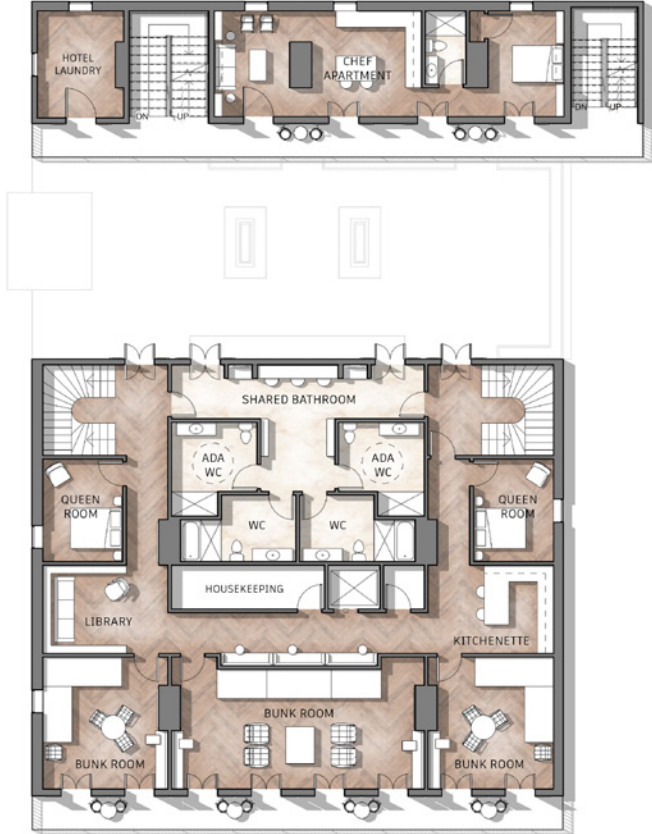 HOTEL
LAUNDRY
DN
UP
CHEF
APARTMENT
DN
UP
SHARED BATHROOM
ADA
WC
ADA
WC
QUEEN
ROOM
WC
WC
QUEEN
ROOM
HOUSEKEEPING
LIBRARY
KITCHENETTE
BUNK ROOM
BUNK ROOM
BUNK ROOM